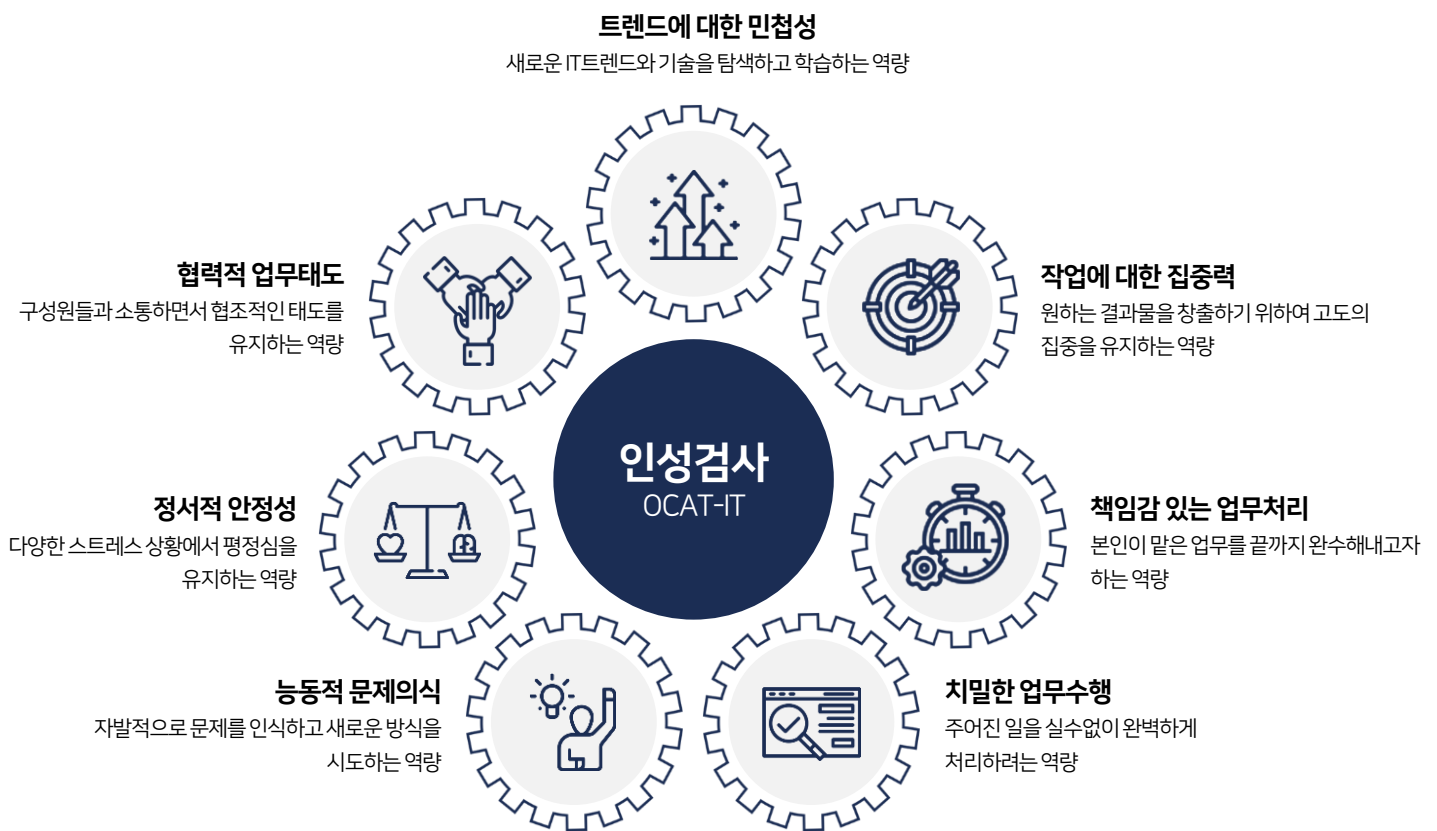 트렌드에 대한 민첩성
새로운 IT트렌드와 기술을 탐색하고 학습하는 역량
협력적 업무태도
구성원들과 소통하면서 협조적인 태도를
유지하는 역량
작업에 대한 집중력
원하는 결과물을 창출하기 위하여 고도의
집중을 유지하는 역량
인성검사
OCAT-IT
정서적 안정성
다양한 스트레스 상황에서 평정심을
유지하는 역량
책임감 있는 업무처리
본인이 맡은 업무를 끝까지 완수해내고자
하는 역량
능동적 문제의식
자발적으로 문제를 인식하고 새로운 방식을
시도하는 역량
치밀한 업무수행
주어진 일을 실수없이 완벽하게
처리하려는 역량